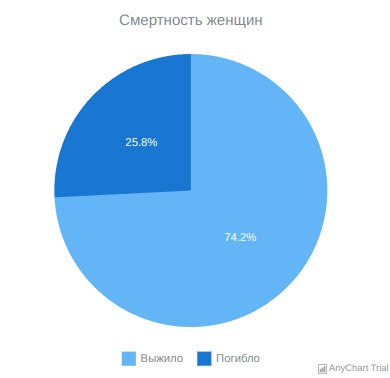 Смертность женщин
25.8%
74.2%
Выжило Погибло
AnyChart Trial